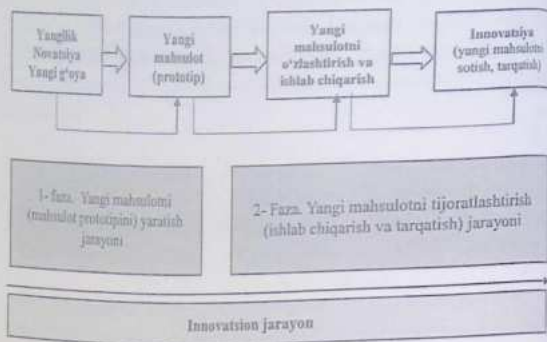 Yangilik
Novatsiya
Yangi g'oya
Yangi
mahsulot
(prototip)
Yangi
mahsulotni
o'zlashtirish va
ishlab chiqarish
Innovatsiya
(yangi mahsulotni
sotish, tarqatish)
1- faza. Yangi mahsulotni
(mahsulot prototipini) yaratish
jarayoni
2- Faza. Yangi mahsulotni tijoratlashtirish
(ishlab chiqarish va tarqatish) jarayoni
Innovatsion jarayon